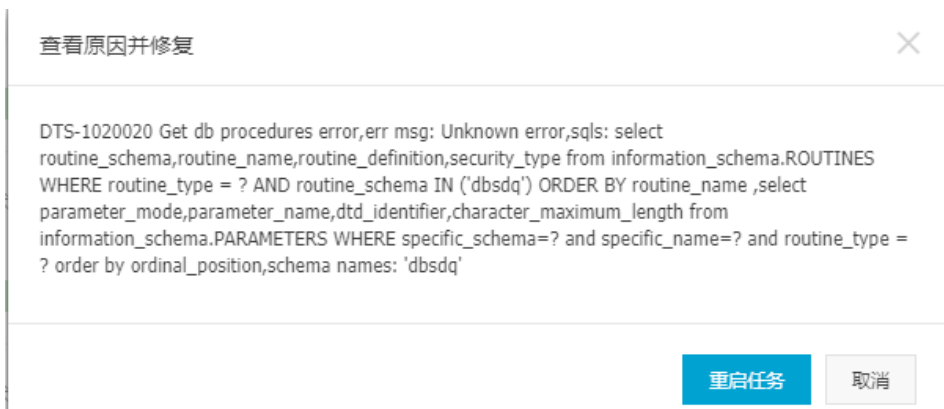 查看原因并修复
DTS-1020020 Get db procedures error,err msg: Unknown error,sqls: select
routine_schema,routine_name,routine_definition,security_type from information_schema.ROUTINES
WHERE routine_type = ? AND routine_schema IN ('dbsdq') ORDER BY routine_name ,select
parameter_mode,parameter_name,dtd_identifier,character_maximum_length from
information_schema.PARAMETERS WHERE specific_schema=? and specific_name=? and routine_type =
? order by ordinal_position,schema names: 'dbsdq'
重启任务 取消